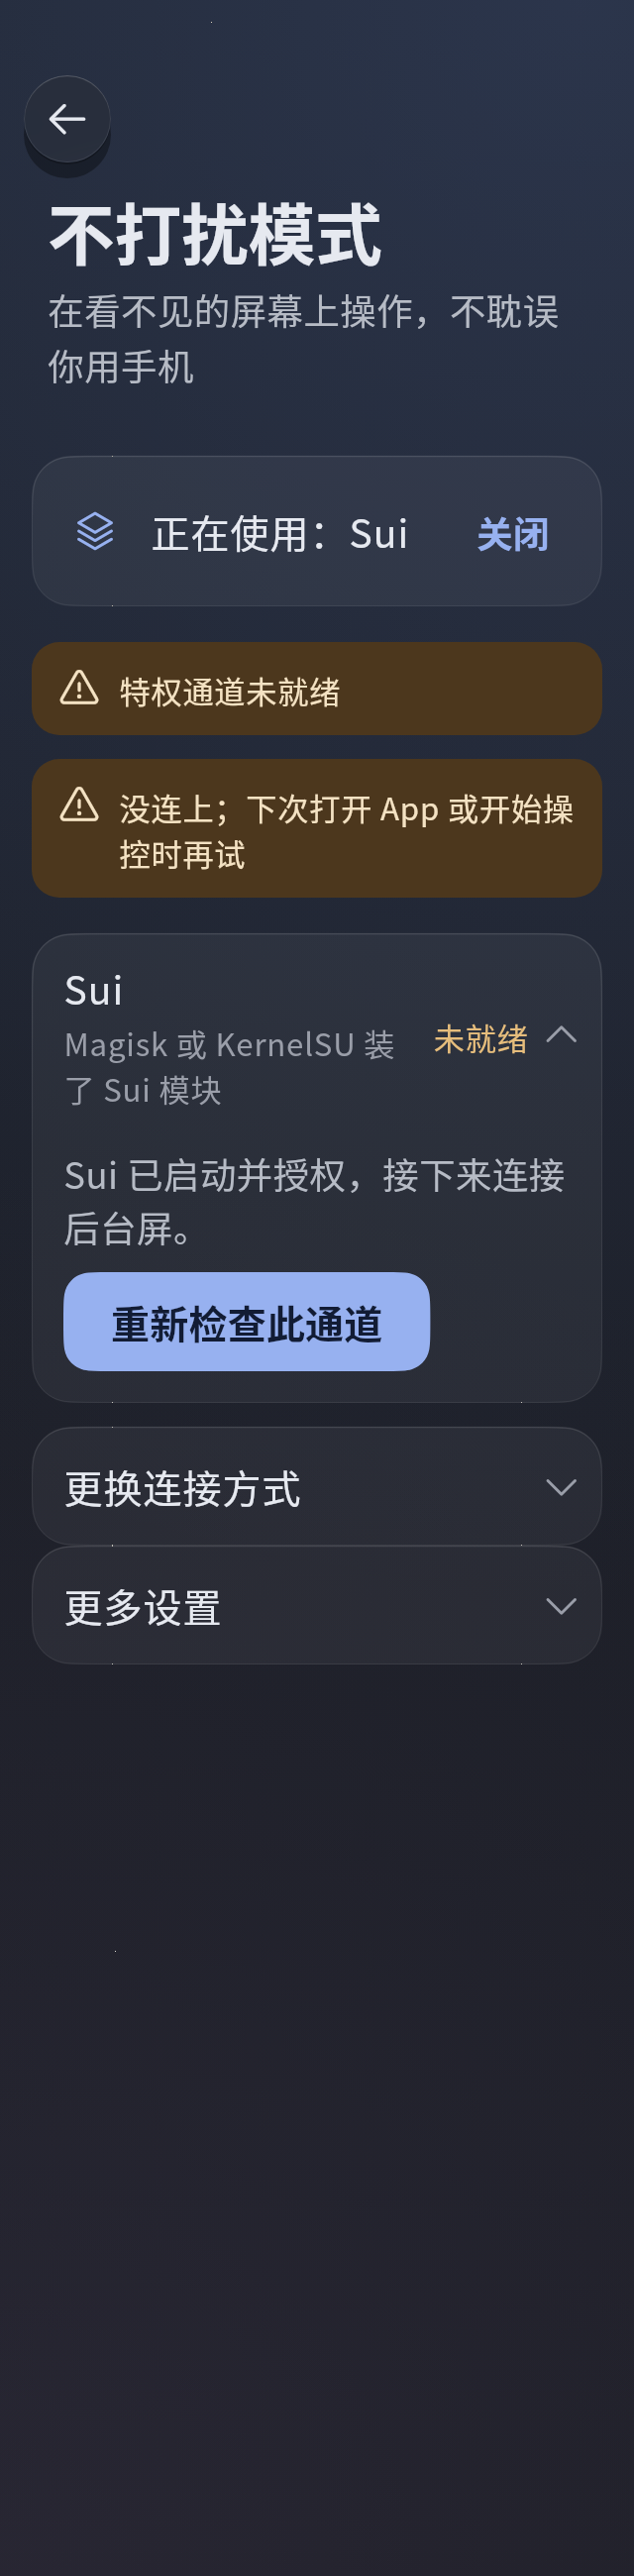 不打扰模式
在看不见的屏幕上操作，不耽误
你用手机
正在使用：Sui
关闭
特权通道未就绪
没连上；下次打开 App 或开始操
控时再试
Sui
Magisk 或 KernelSU 装
了 Sui 模块
未就绪
Sui 已启动并授权，接下来连接
后台屏。
重新检查此通道
更换连接方式
更多设置